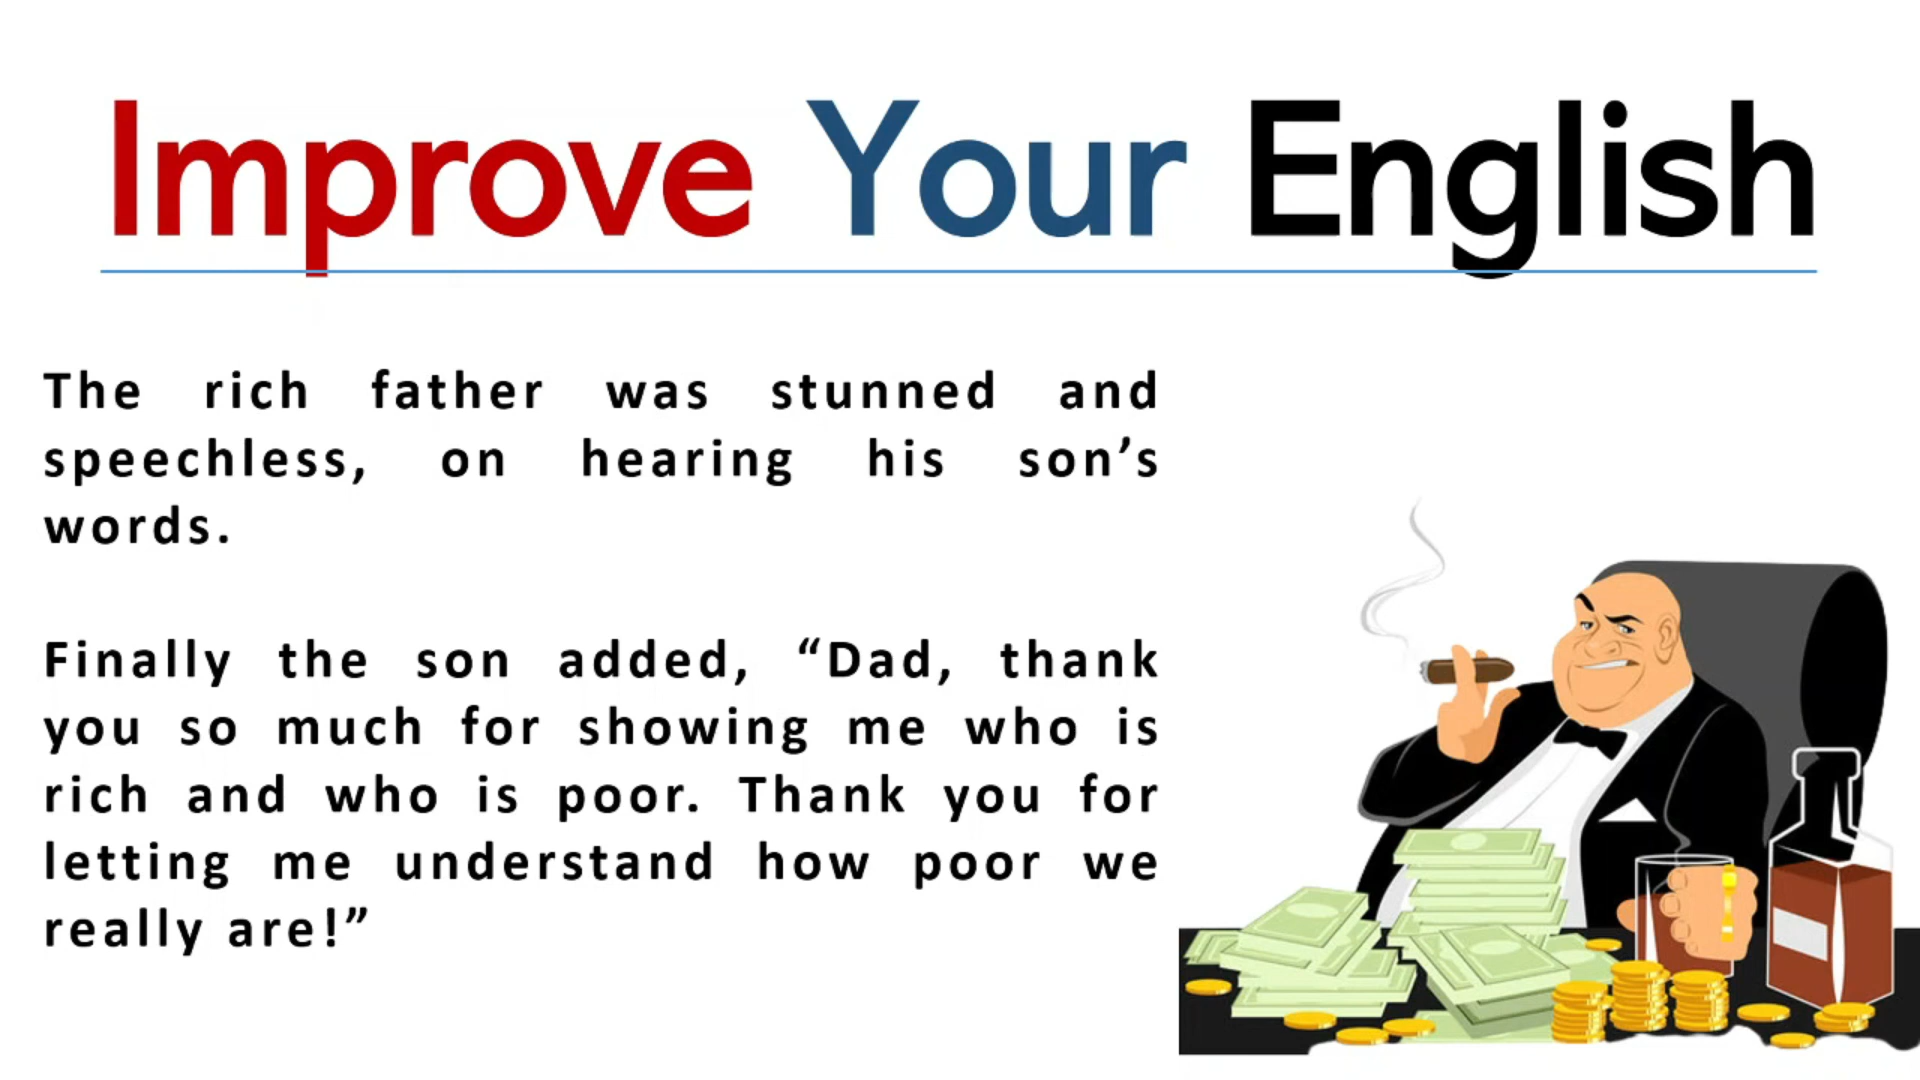 Improve Your English
The rich father was stunned and
speechless, on hearing his son’s
words.
Finally the son added, “Dad, thank
you so much for showing me who is
rich and who is poor. Thank you for
letting me understand how poor we
really are!”